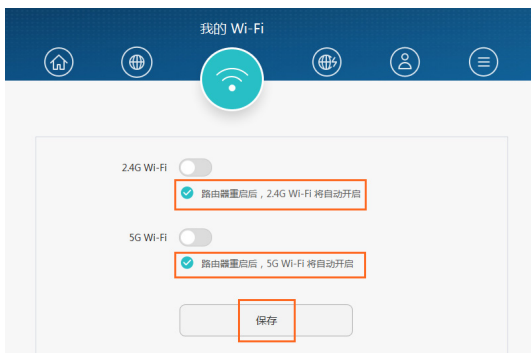 我的 Wi-Fi
2.4G Wi-Fi
路由器重启后，2.4G Wi-Fi 将自动开启
5G Wi-Fi
路由器重启后，5G Wi-Fi 将自动开启
保存